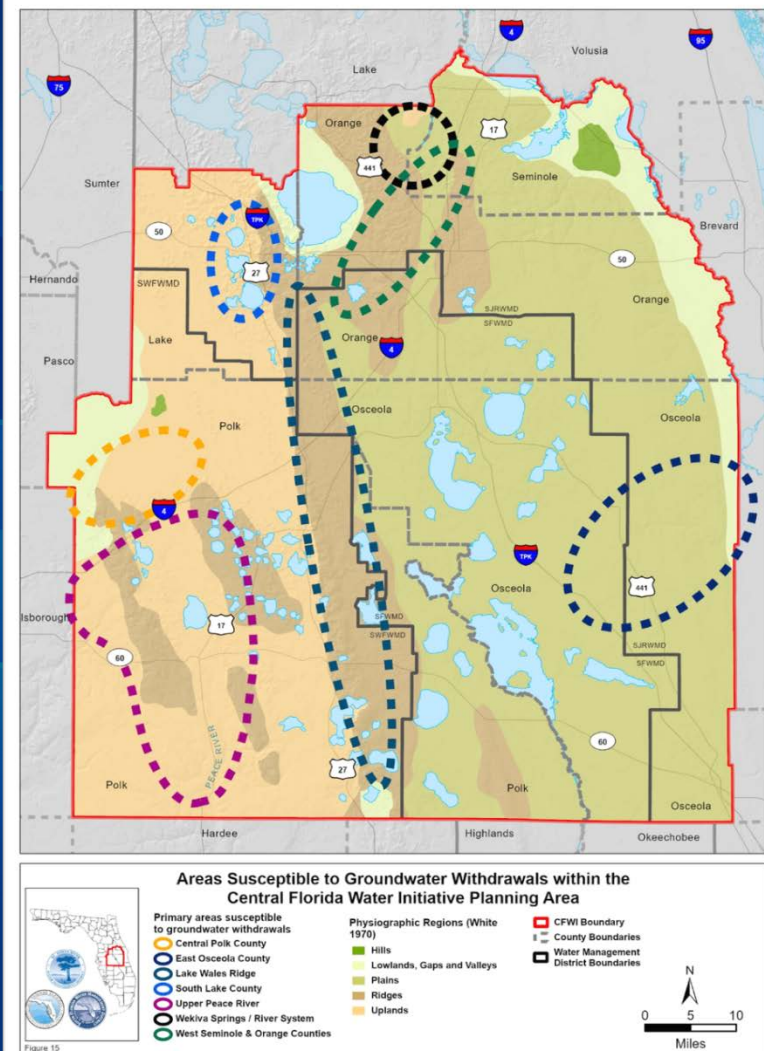 4
Volusia
95
75
Lake
Orange
17
441
Seminole
Sumter
TPK
50
27
Brevard
50
Hernando
SWFWMD
SJRWMD
SFWMD
Orange
Lake
Orange
4
Pasco
Polk
Osceola
Osceola
4
TPK
Osceola
441
lsborough
17
SFWMD
SWFWMD
60
SJRWMD
SFWMD
PEACE RIVER
60
27
Polk
Polk
Osceola
Hardee
Highlands
Okeechobee
Areas Susceptible to Groundwater Withdrawals within the
Central Florida Water Initiative Planning Area
Primary areas susceptible
to groundwater withdrawals
Central Polk County
East Osceola County
Lake Wales Ridge
South Lake County
Upper Peace River
Wekiva Springs / River System
West Seminole & Orange Counties
Physiographic Regions (White
1970)
Hills
Lowlands, Gaps and Valleys
Plains
Ridges
Uplands
CFWI Boundary
County Boundaries
Water Management
District Boundaries
N
0 5 10
Miles
Figure 15